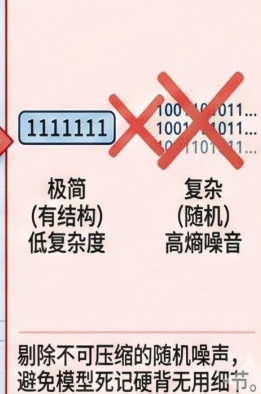 1111111
极简
(有结构)
低复杂度
复杂
(随机)
高熵噪音
剔除不可压缩的随机噪声，
避免模型死记硬背无用细节。